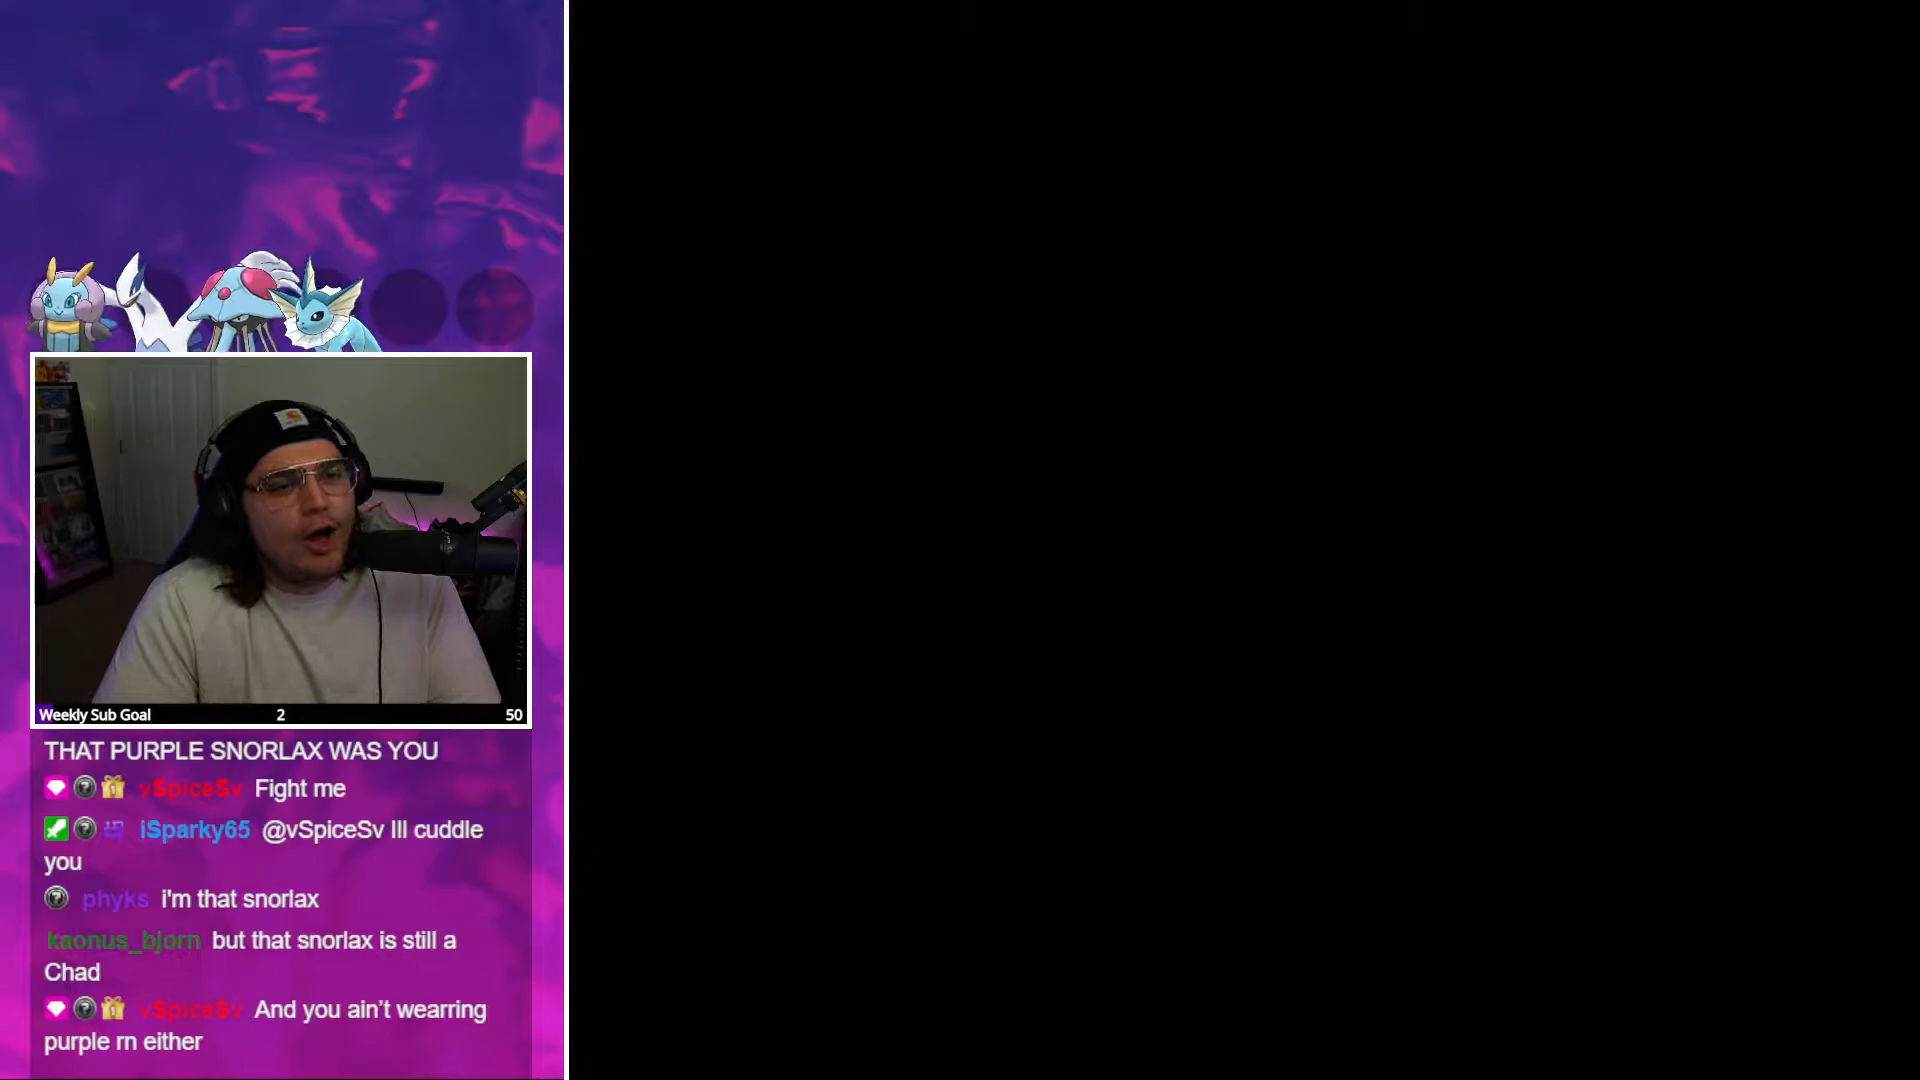 Weekly Sub Goal 2 50
THAT PURPLE SNORLAX WAS YOU
vSpiceSv Fight me
iSparky65 @vSpiceSv Ill cuddle
you
phyks i'm that snorlax
kaonus_bjorn but that snorlax is still a
Chad
vSpiceSv And you ain’t wearring
purple rn either